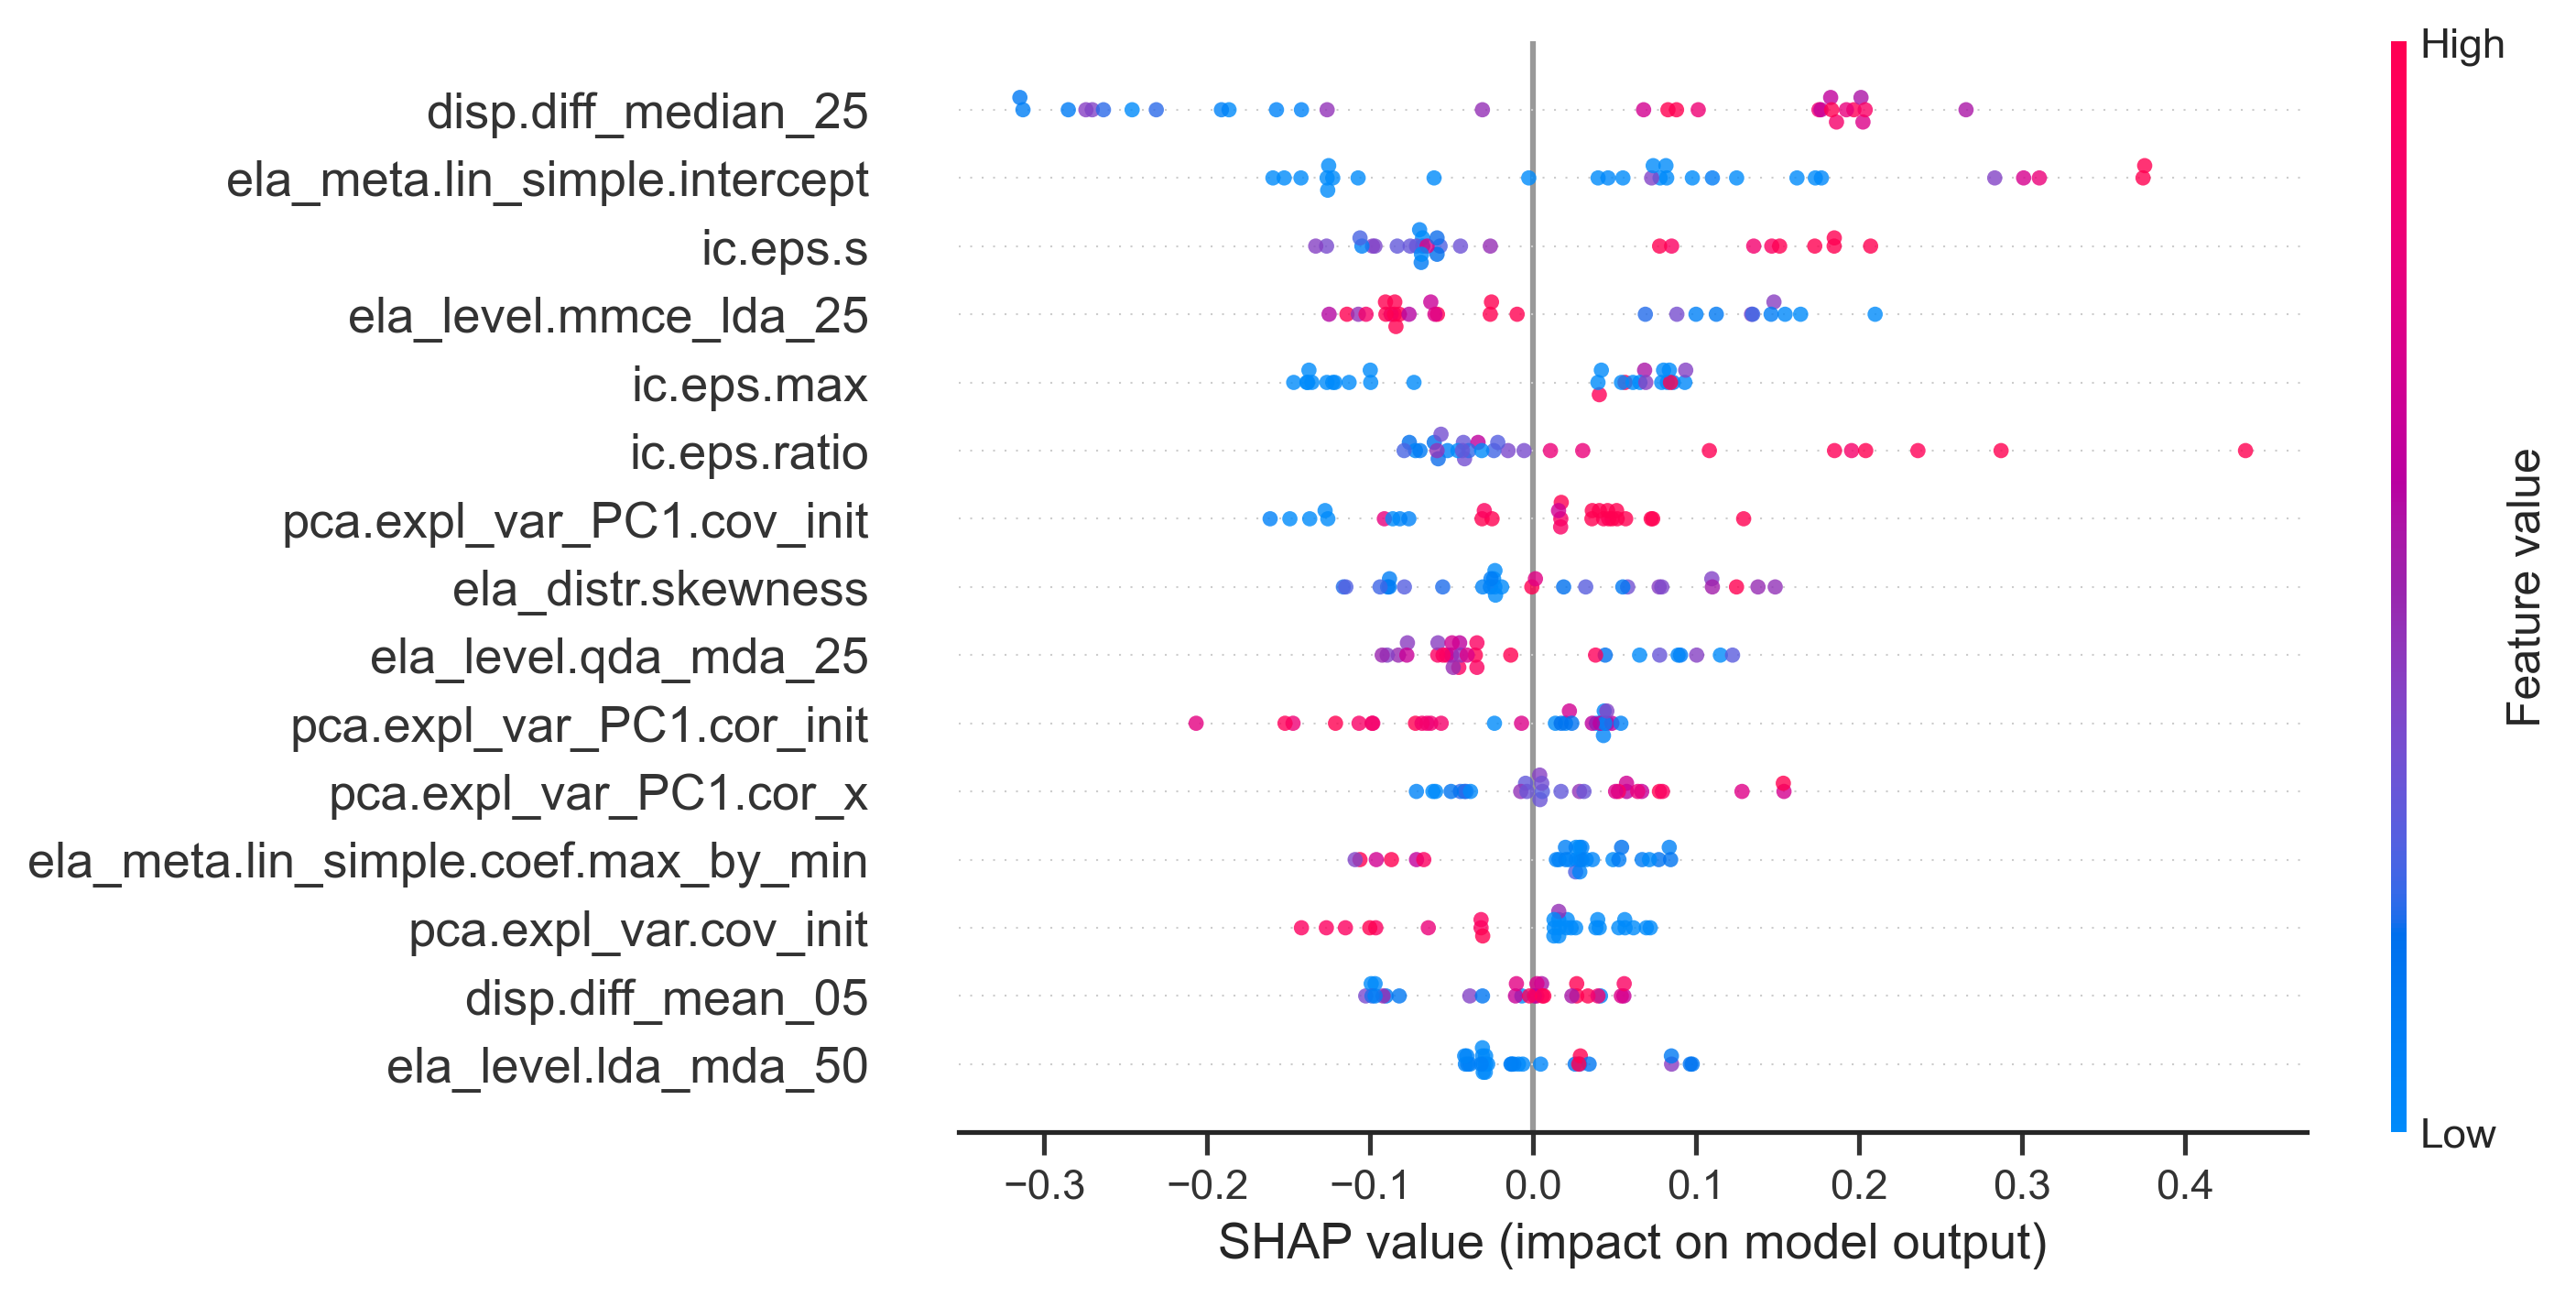 High
disp.diff_median_25
ela_meta.lin_simple.intercept
ic.eps.s
ela_level.mmce_lda_25
ic.eps.max
ic.eps.ratio
pca.expl_var_PC1.cov_init
ela_distr.skewness
ela_level.qda_mda_25
pca.expl_var_PC1.cor_init
pca.expl_var_PC1.cor_x
ela_meta.lin_simple.coef.max_by_min
pca.expl_var.cov_init
disp.diff_mean_05
ela_level.lda_mda_50
Feature value
Low
−0.3 −0.2 −0.1 0.0 0.1 0.2 0.3 0.4
SHAP value (impact on model output)